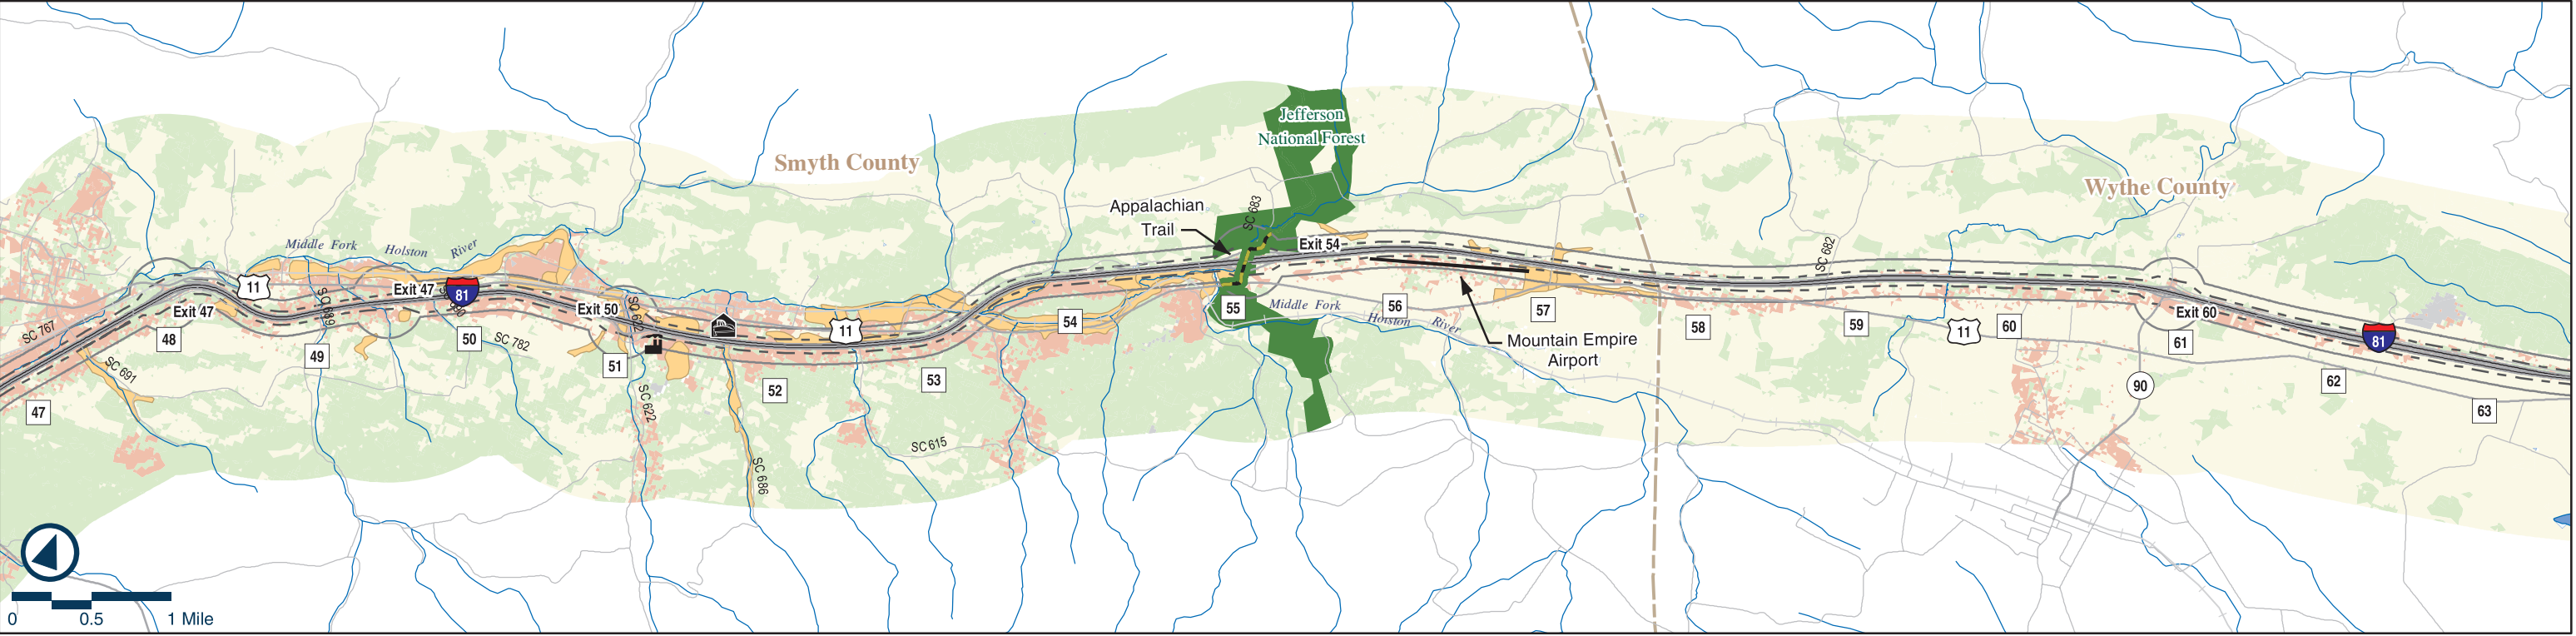 Jefferson
National Forest
Smyth County
Wythe County
Appalachian
Trail
SC 683
Middle Fork Holston River
Exit 54
SC 682
11
Exit 47
81
SC 689
Exit 47
Exit 50
SC 767
48
49
50
SC 782
SC 691
51
11
54
55
Middle Fork Holston River
56
57
Mountain Empire
Airport
58
59
11
60
Exit 60
61
81
90
62
63
47
52
53
SC 622
SC 615
SC 686
0 0.5 1 Mile